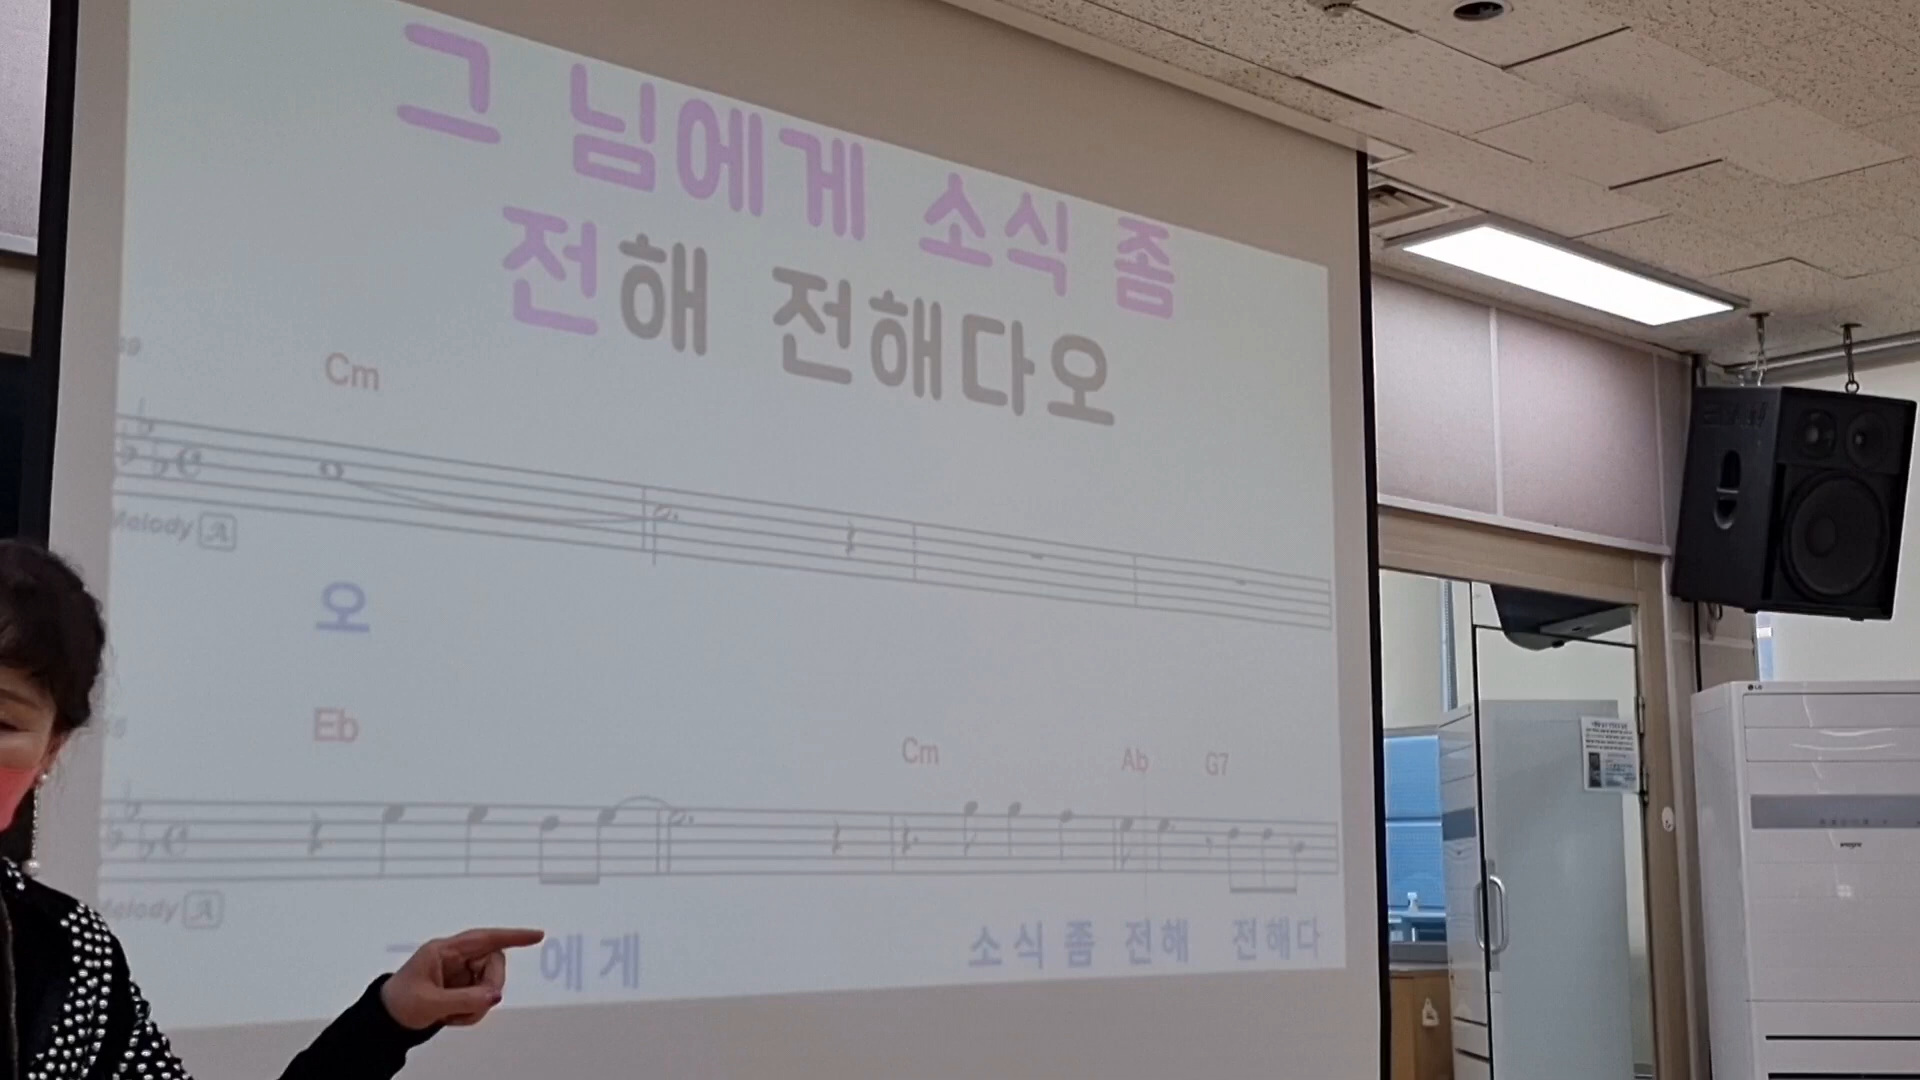 그 님에게 소식 좀
전해 전해다오
Cm
Melody A
오
Eb
Cm Ab G7
Melody A
에게 소식 좀 전해 전해다
LG